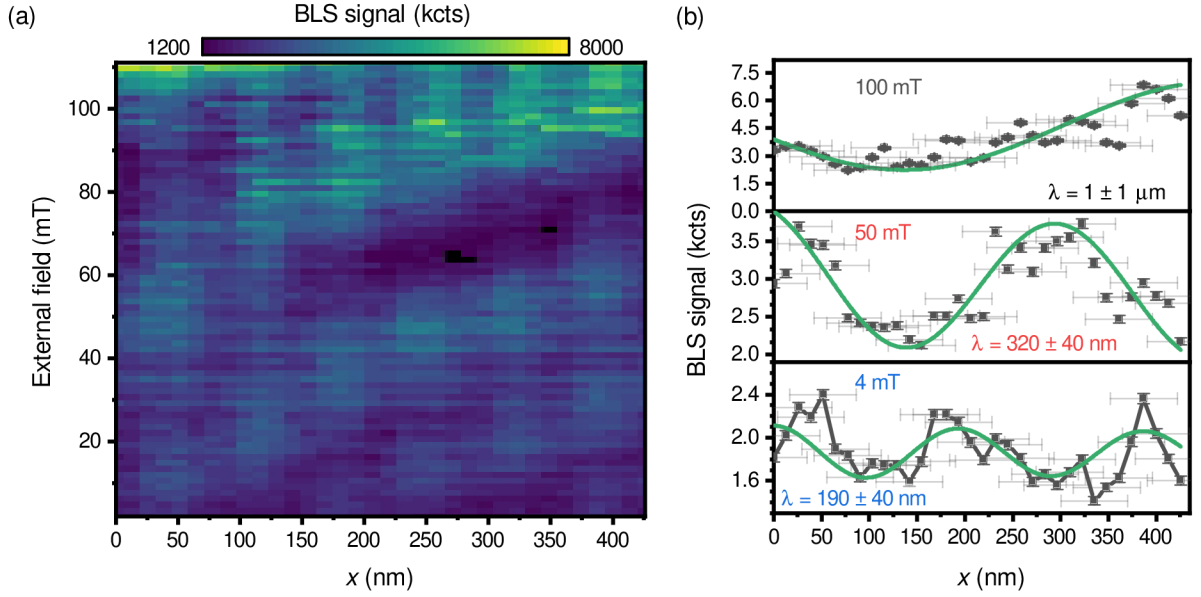 (a)
BLS signal (kcts)
1200
8000
External field (mT)
100
80
60
40
20
0
50
100
150
200
250
300
350
400
x (nm)
(b)
BLS signal (kcts)
7.5
6.0
4.5
3.0
1.5
0.0
100 mT
λ = 1 ± 1 μm
3.5
3.0
2.5
2.0
50 mT
λ = 320 ± 40 nm
2.4
2.0
1.6
4 mT
λ = 190 ± 40 nm
0
50
100
150
200
250
300
350
400
x (nm)